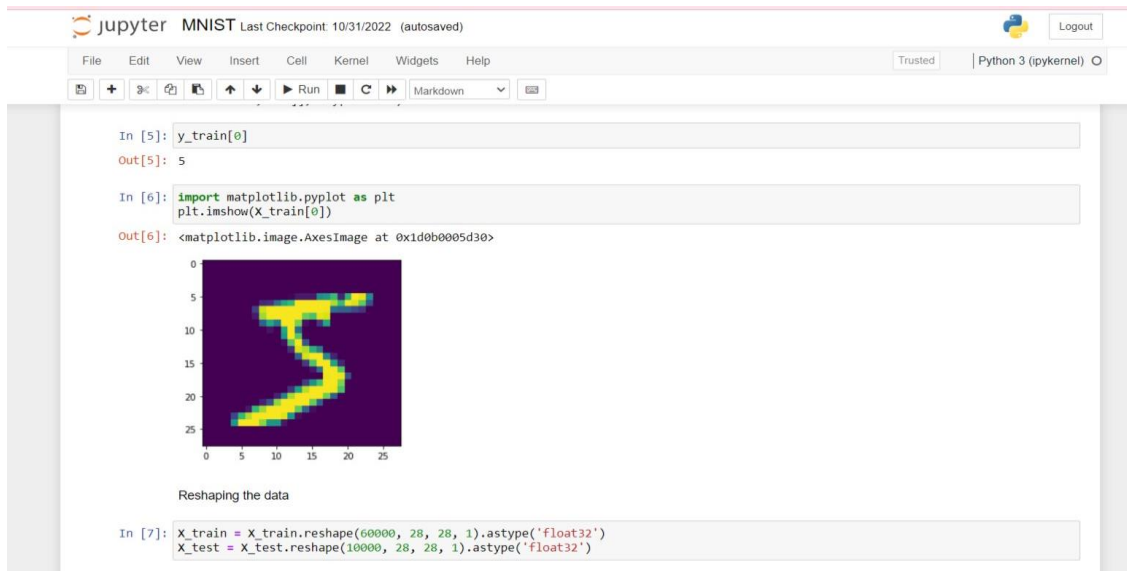 jupyter MNIST Last Checkpoint: 10/31/2022 (autosaved) Logout
File Edit View Insert Cell Kernel Widgets Help Trusted Python 3 (ipykernel)
Run Markdown
In [5]: y_train[0]
Out[5]: 5
In [6]: import matplotlib.pyplot as plt
plt.imshow(X_train[0])
Out[6]: <matplotlib.image.AxesImage at 0x1d0b0005d30>
0
5
10
15
20
25
0 5 10 15 20 25
Reshaping the data
In [7]: X_train = X_train.reshape(60000, 28, 28, 1).astype('float32')
X_test = X_test.reshape(10000, 28, 28, 1).astype('float32')